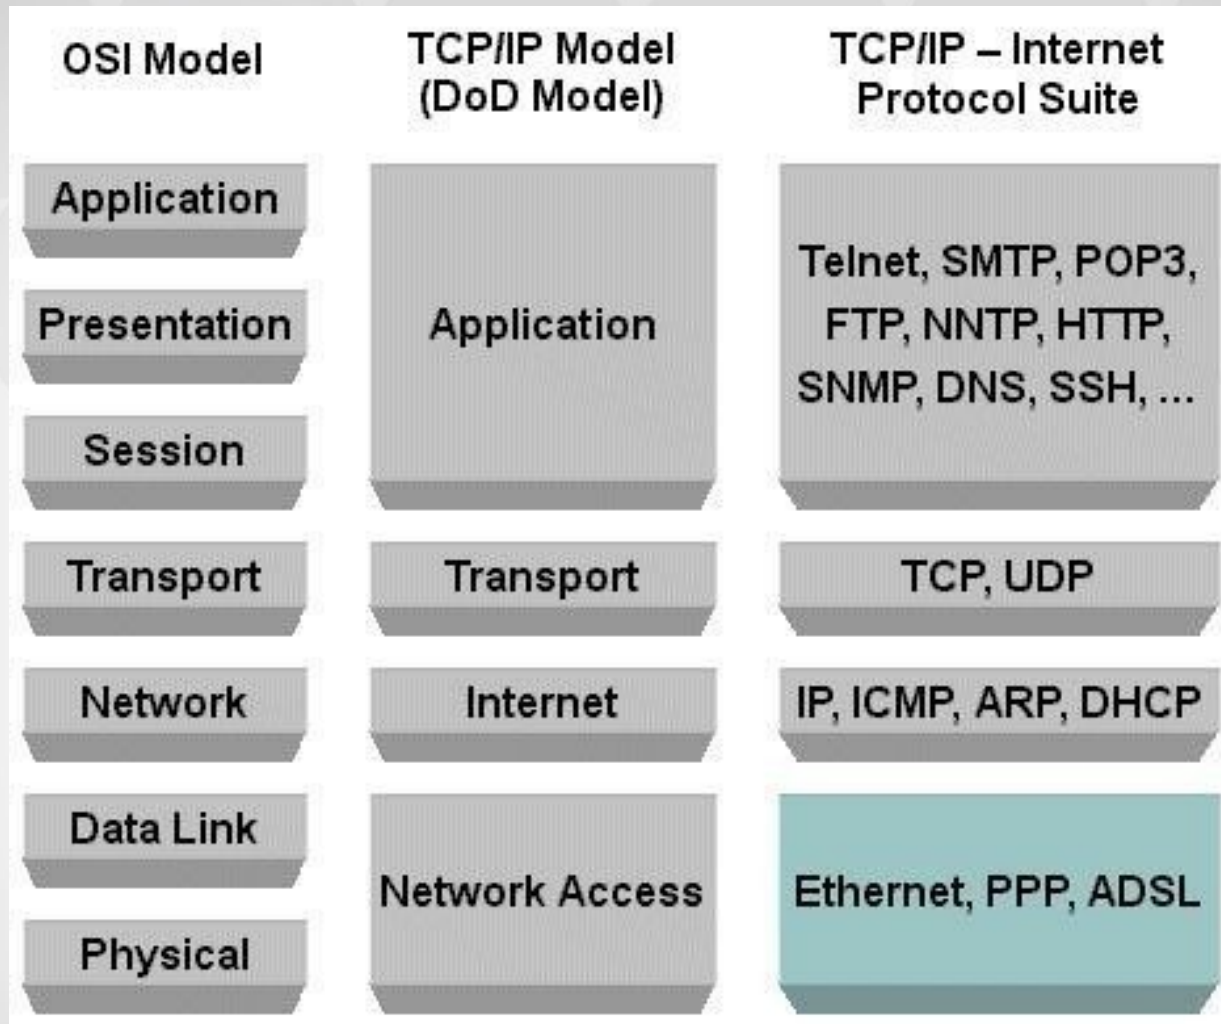 OSI Model
TCP/IP Model
(DoD Model)
TCP/IP – Internet
Protocol Suite
Application
Presentation
Session
Application
Telnet, SMTP, POP3,
FTP, NNTP, HTTP,
SNMP, DNS, SSH, ...
Transport
Transport
TCP, UDP
Network
Internet
IP, ICMP, ARP, DHCP
Data Link
Physical
Network Access
Ethernet, PPP, ADSL